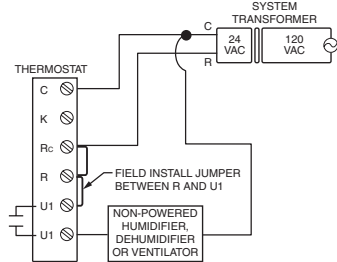 SYSTEM
TRANSFORMER
C
24
VAC
120
VAC
R
THERMOSTAT
C
K
Rc
R
FIELD INSTALL JUMPER
BETWEEN R AND U1
U1
U1
NON-POWERED
HUMIDIFIER,
DEHUMIDIFIER
OR VENTILATOR